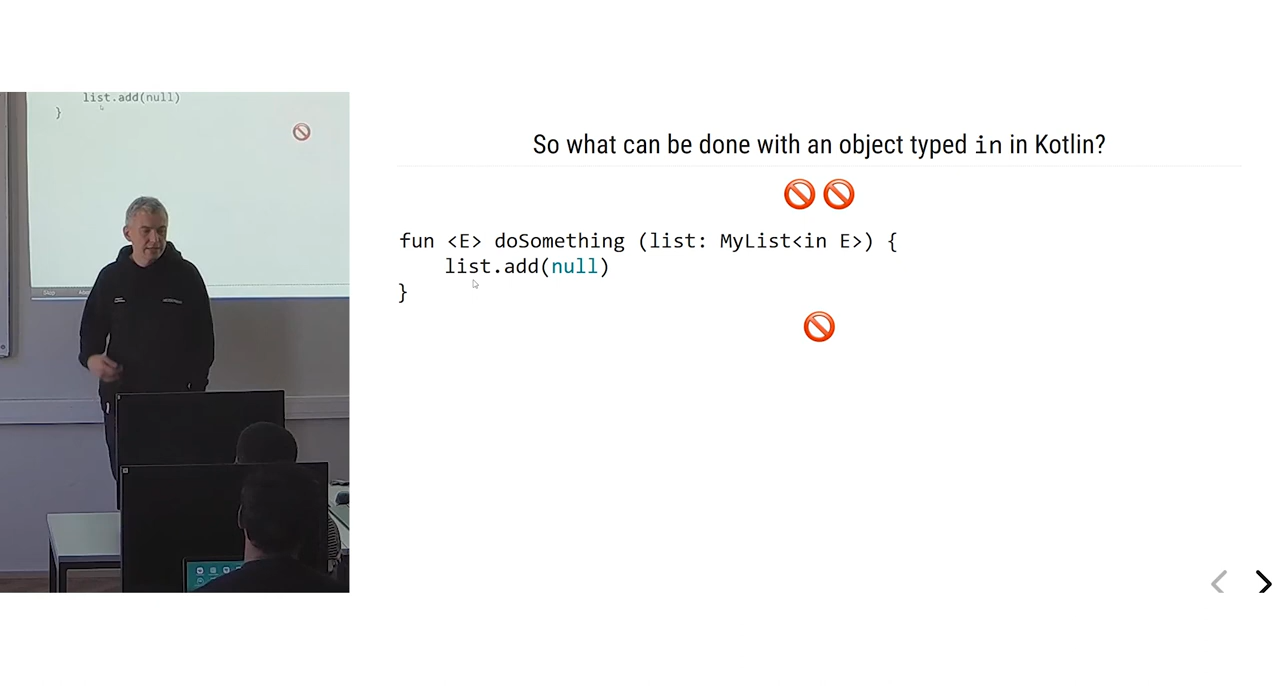 list.add(null)
}
So what can be done with an object typed in in Kotlin?
fun <E> doSomething (list: MyList<in E>) {
list.add(null)
}